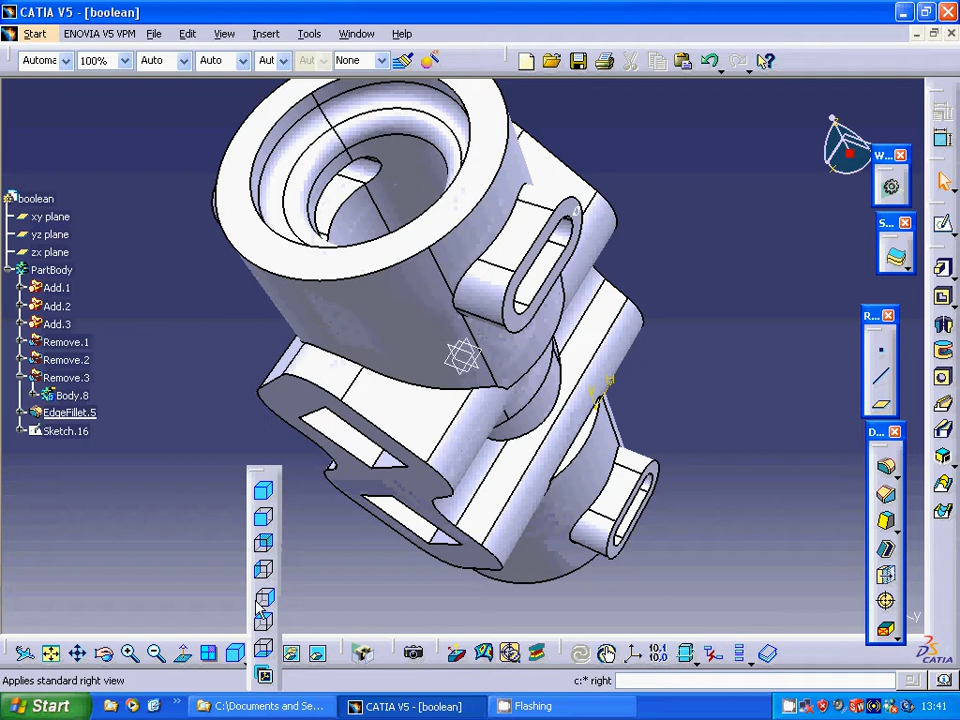 CATIA V5 - [boolean]
Start ENOVIA V5 VPM File Edit View Insert Tools Window Help
Automa 100% Auto Auto Aut Aut None
W...
S...
R...
D...
boolean
xy plane
yz plane
zx plane
PartBody
Add.1
Add.2
Add.3
Remove.1
Remove.2
Remove.3
Body.8
EdgeFillet.5
Sketch.16
H
y
10.1
10.0
DS
CATIA
Applies standard right view c:* right
Start C:\Documents and Se... CATIA V5 - [boolean] Flashing 13:41